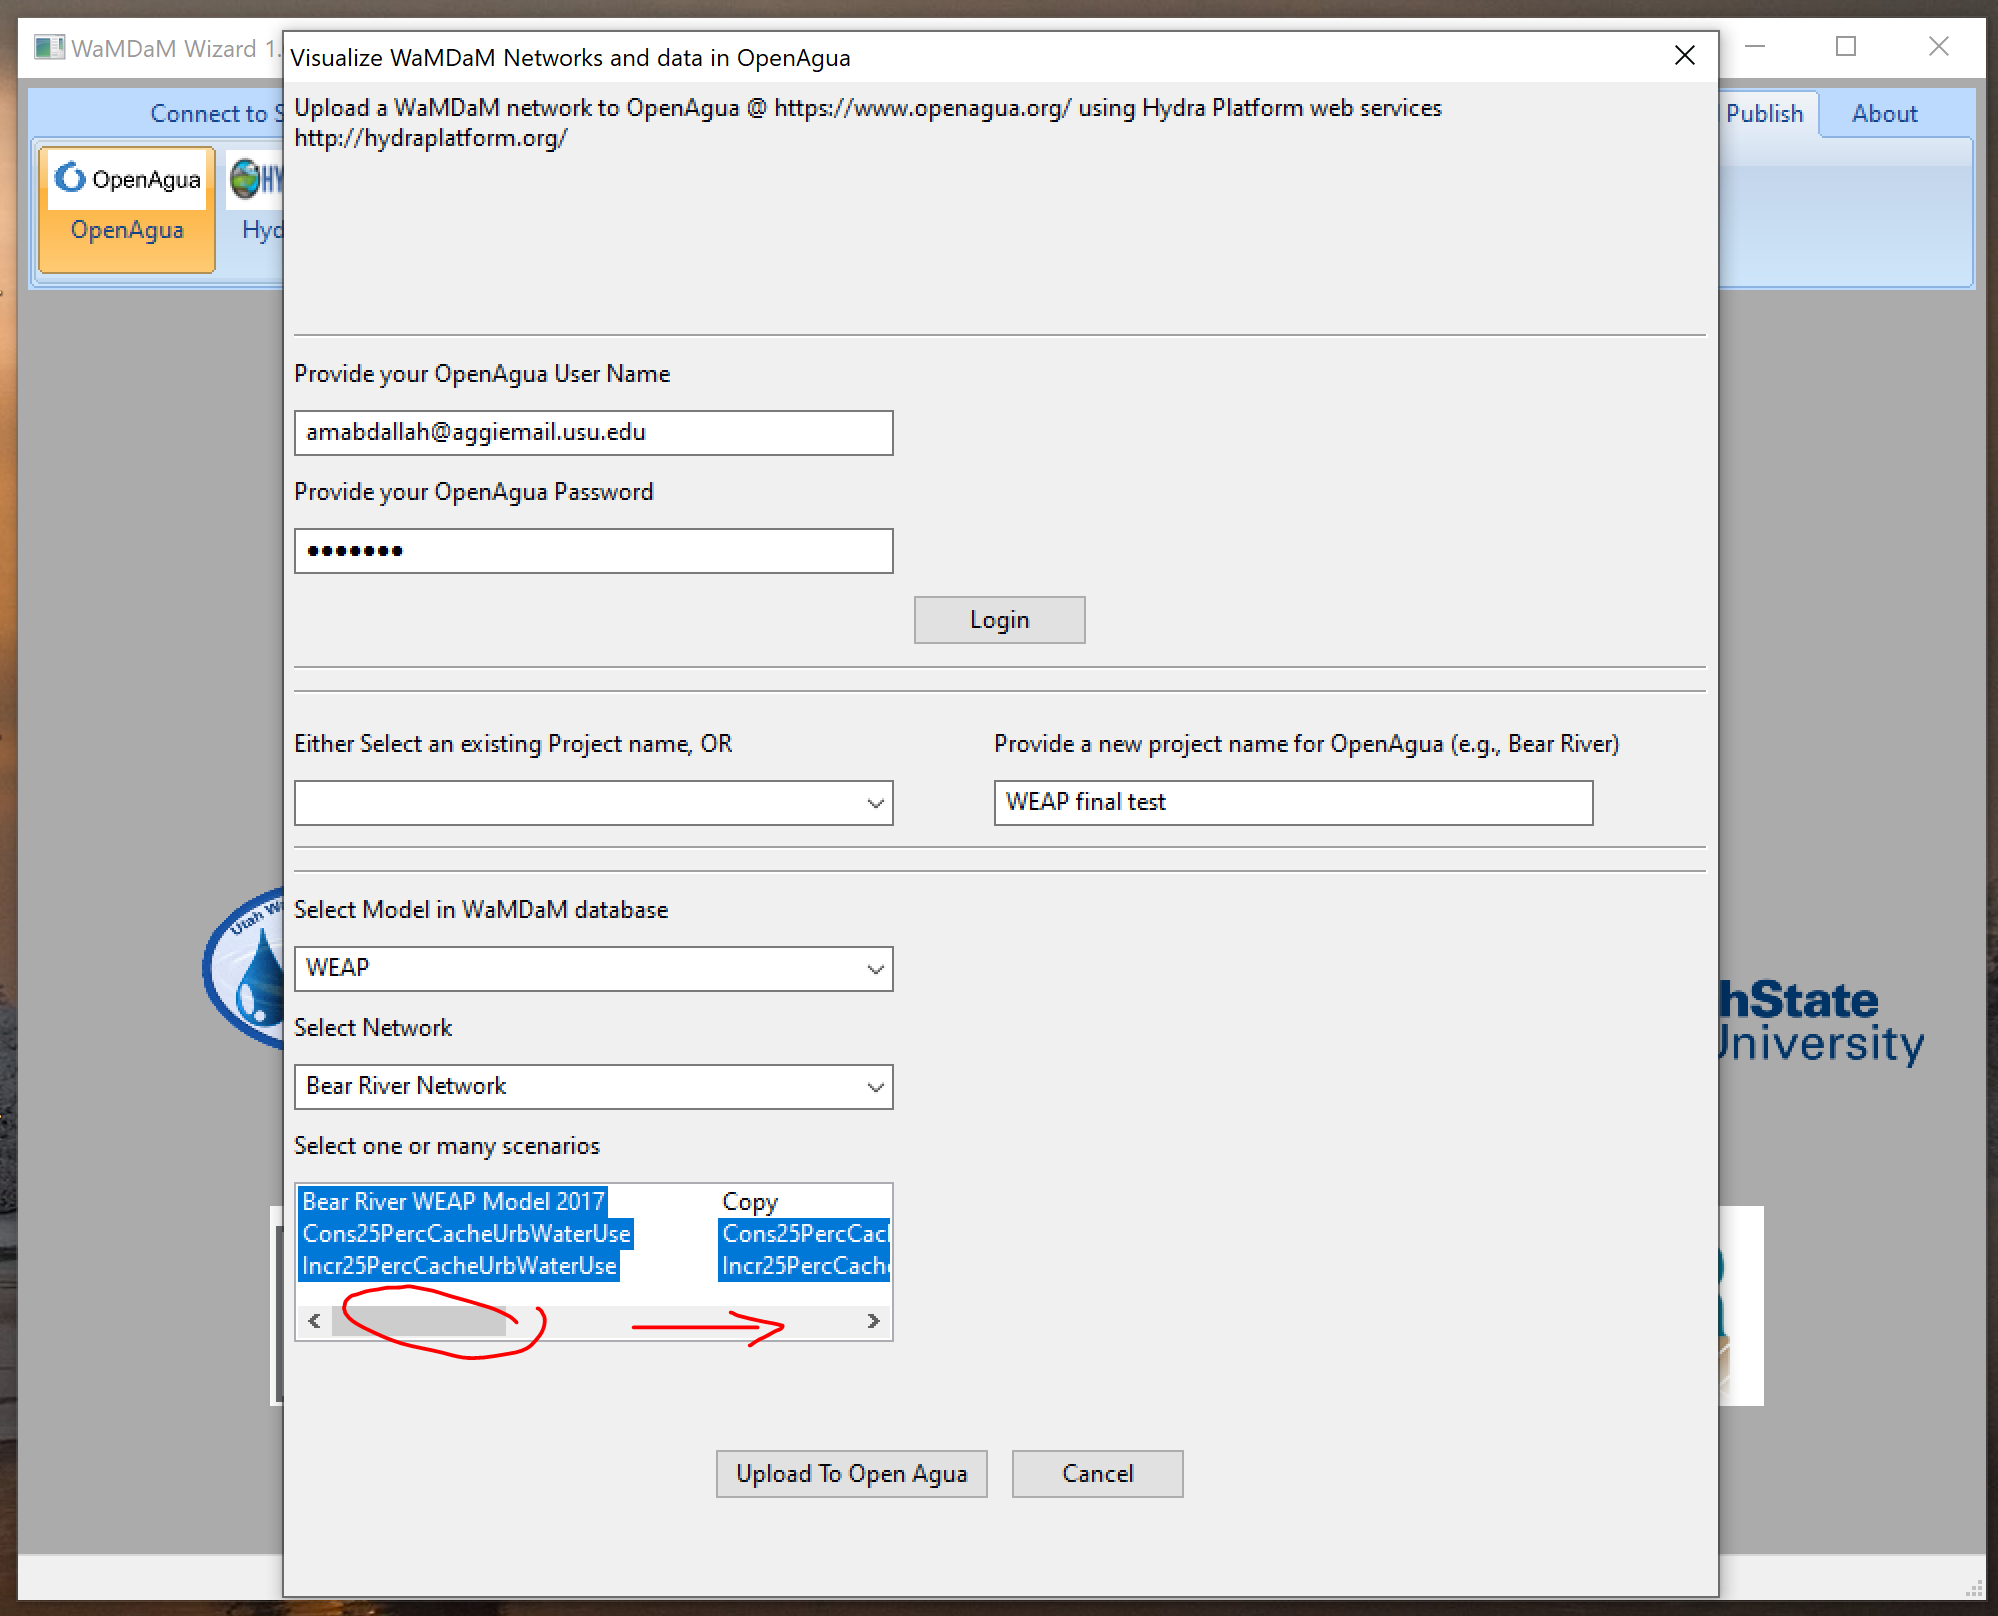 WaMDaM Wizard 1.
Visualize WaMDaM Networks and data in OpenAgua
Connect to S
Publish
About
OpenAgua
OpenAgua
HY
Hyd
Upload a WaMDaM network to OpenAgua @ https://www.openagua.org/ using Hydra Platform web services
http://hydraplatform.org/
Provide your OpenAgua User Name
amabdallah@aggiemail.usu.edu
Provide your OpenAgua Password
•••••••
Login
Either Select an existing Project name, OR
Provide a new project name for OpenAgua (e.g., Bear River)
WEAP final test
Select Model in WaMDaM database
WEAP
Select Network
Bear River Network
Select one or many scenarios
Bear River WEAP Model 2017
Copy
Cons25PercCacheUrbWaterUse
Cons25PercCacl
Incr25PercCacheUrbWaterUse
Incr25PercCache
Upload To Open Agua
Cancel
Utah W
hState
University